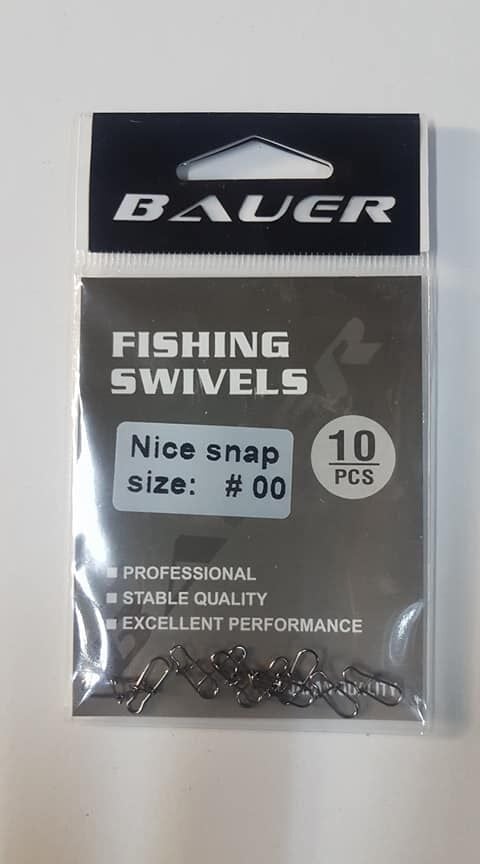 BAUER
FISHING
SWIVELS
Nice snap
size: # 00
10
PCS
PROFESSIONAL
STABLE QUALITY
EXCELLENT PERFORMANCE